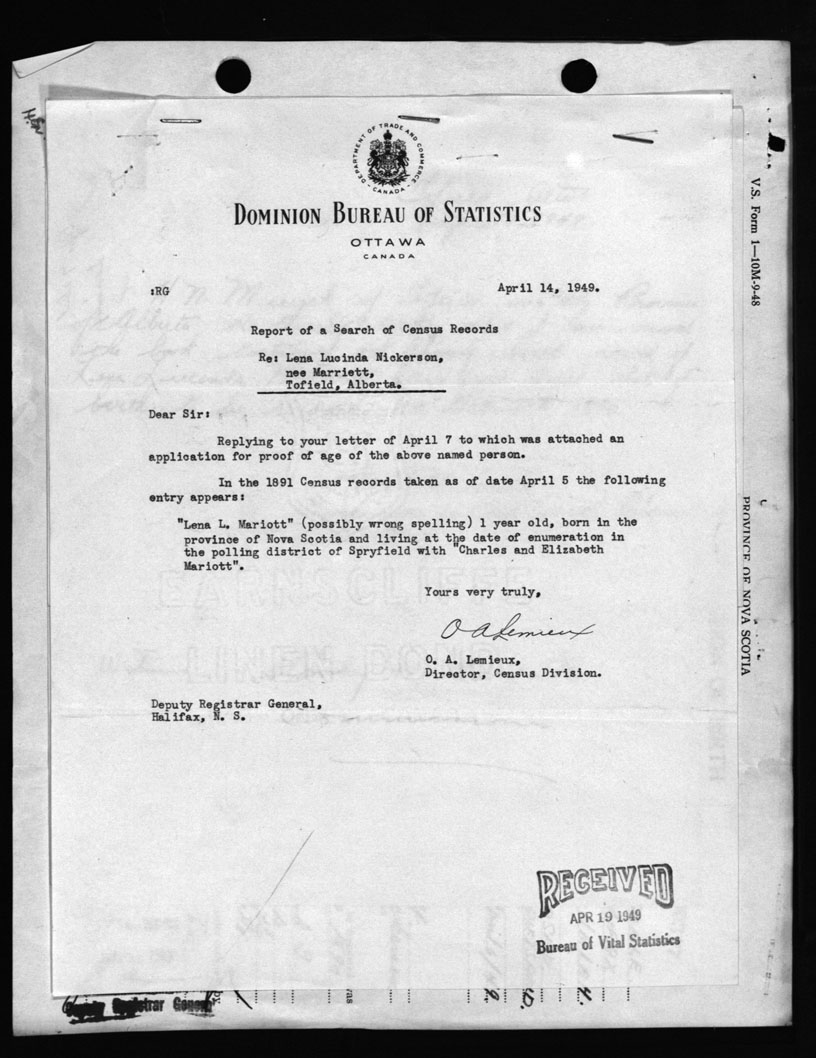 H.S.
DEPARTMENT OF TRADE AND COMMERCE
CANADA
DOMINION BUREAU OF STATISTICS
OTTAWA
CANADA
:RG
April 14, 1949.
Report of a Search of Census Records
Re: Lena Lucinda Nickerson,
nee Marriett,
Tofield, Alberta.
Dear Sir:
Replying to your letter of April 7 to which was attached an
application for proof of age of the above named person.
In the 1891 Census records taken as of date April 5 the following
entry appears:
"Lena L. Mariott" (possibly wrong spelling) 1 year old, born in the
province of Nova Scotia and living at the date of enumeration in
the polling district of Spryfield with "Charles and Elizabeth
Mariott".
Yours very truly,
O A Lemieux
O. A. Lemieux,
Director, Census Division.
Deputy Registrar General,
Halifax, N. S.
RECEIVED
APR 19 1949
Bureau of Vital Statistics
Deputy Registrar General
V.S. Form 1—10M-9-48
PROVINCE OF NOVA SCOTIA